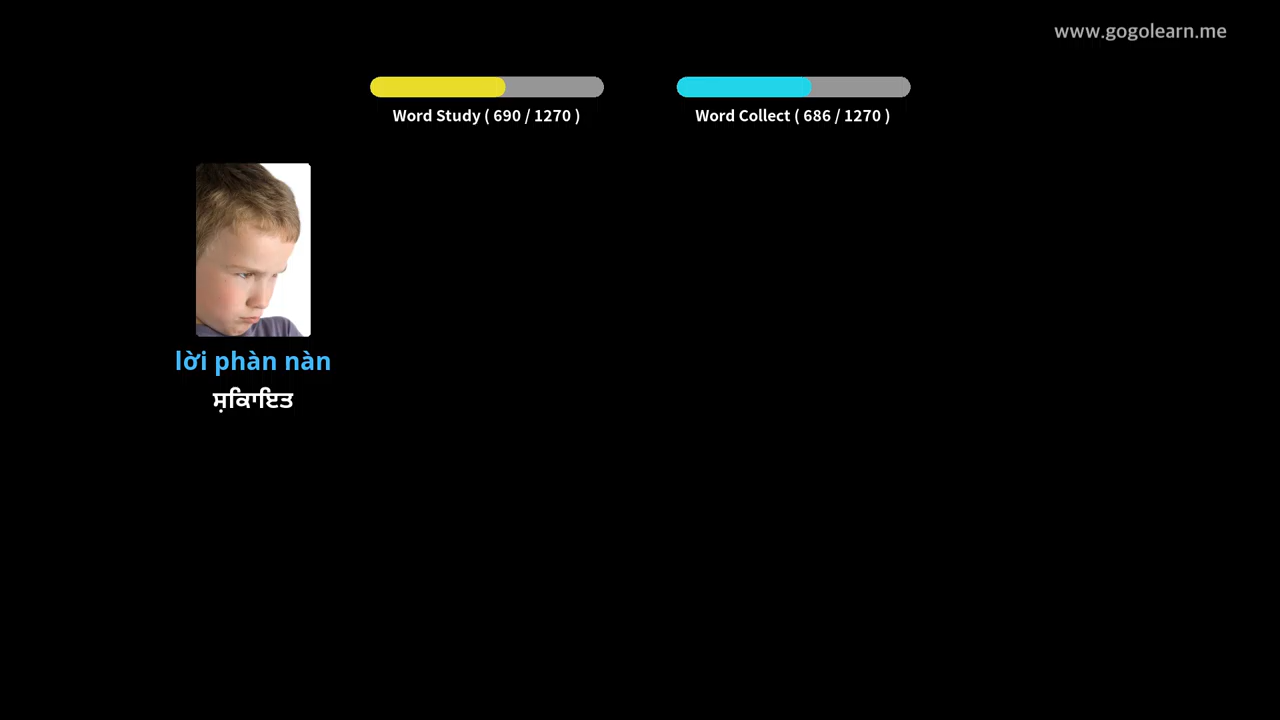 www.gogolearn.me
Word Study ( 690 / 1270 )
Word Collect ( 686 / 1270 )
lời phàn nàn
ਸ਼ਿਕਾਇਤ